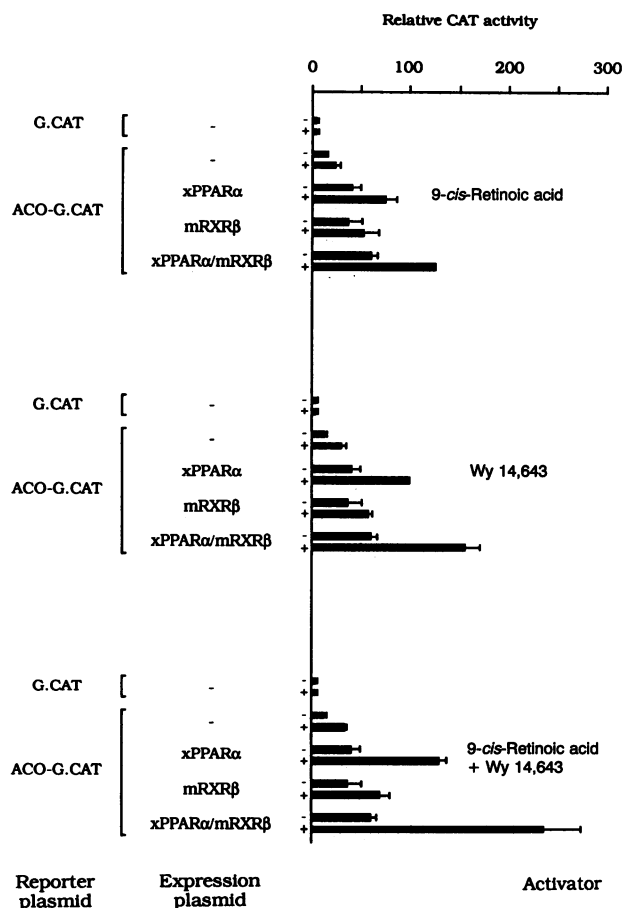 Relative CAT activity
0 100 200 300
G.CAT - - +
ACO-G.CAT
- - +
xPPARα - +
mRXRβ - +
xPPARα/mRXRβ - +
9-cis-Retinoic acid
G.CAT - - +
ACO-G.CAT
- - +
xPPARα - +
mRXRβ - +
xPPARα/mRXRβ - +
Wy 14,643
G.CAT - - +
ACO-G.CAT
- - +
xPPARα - +
mRXRβ - +
xPPARα/mRXRβ - +
9-cis-Retinoic acid
+ Wy 14,643
Reporter plasmid
Expression plasmid
Activator